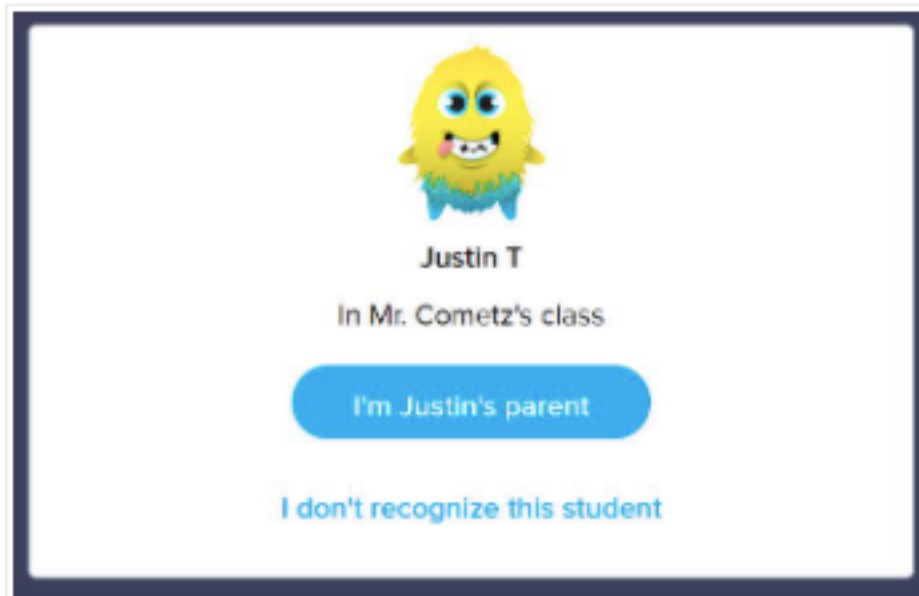 Justin T
In Mr. Cometz's class
I'm Justin's parent
I don't recognize this student